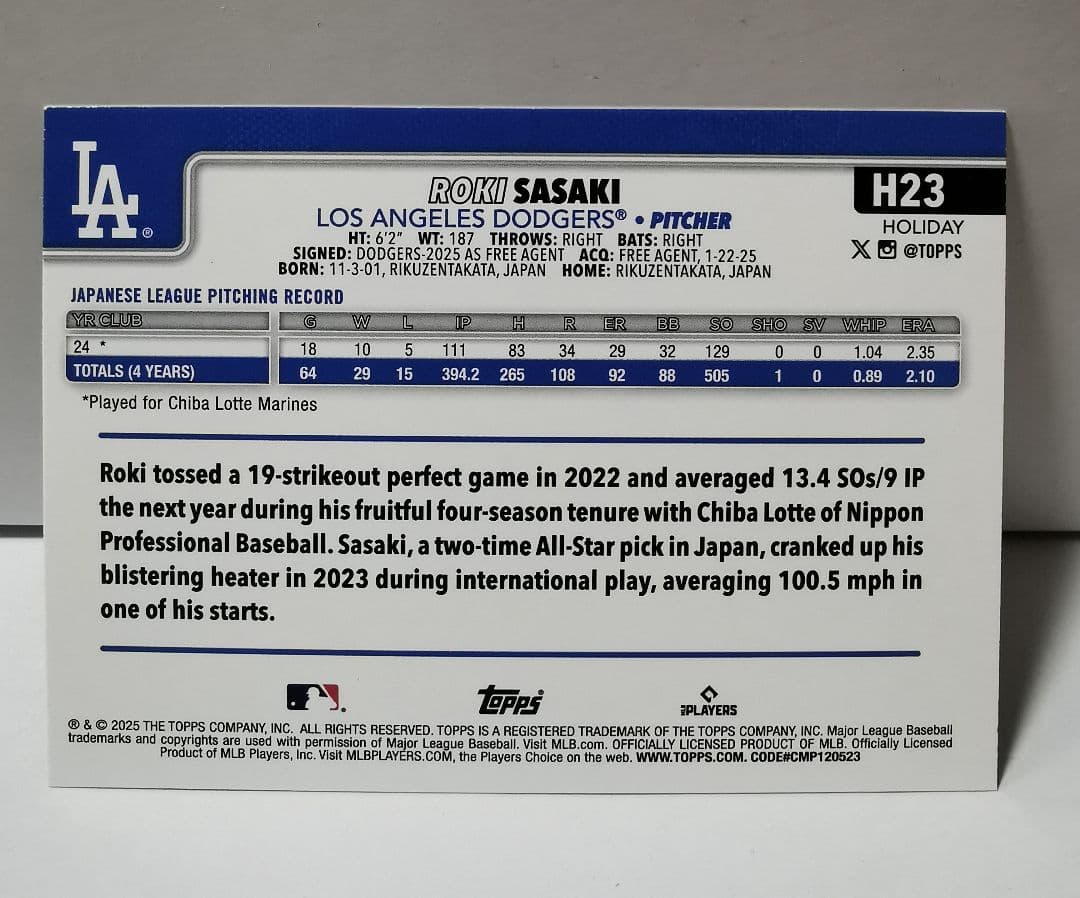 LA®
ROKI SASAKI
H23
LOS ANGELES DODGERS® • PITCHER
HOLIDAY
HT: 6'2" WT: 187 THROWS: RIGHT BATS: RIGHT
@TOPPS
SIGNED: DODGERS-2025 AS FREE AGENT ACQ: FREE AGENT, 1-22-25
BORN: 11-3-01, RIKUZENTAKATA, JAPAN HOME: RIKUZENTAKATA, JAPAN
JAPANESE LEAGUE PITCHING RECORD
YR CLUB G W L IP H R ER BB SO SHO SV WHIP ERA
24 * 18 10 5 111 83 34 29 32 129 0 0 1.04 2.35
TOTALS (4 YEARS) 64 29 15 394.2 265 108 92 88 505 1 0 0.89 2.10
*Played for Chiba Lotte Marines
Roki tossed a 19-strikeout perfect game in 2022 and averaged 13.4 SOs/9 IP
the next year during his fruitful four-season tenure with Chiba Lotte of Nippon
Professional Baseball. Sasaki, a two-time All-Star pick in Japan, cranked up his
blistering heater in 2023 during international play, averaging 100.5 mph in
one of his starts.
Topps
PLAYERS
® & © 2025 THE TOPPS COMPANY, INC. ALL RIGHTS RESERVED. TOPPS IS A REGISTERED TRADEMARK OF THE TOPPS COMPANY, INC. Major League Baseball
trademarks and copyrights are used with permission of Major League Baseball. Visit MLB.com. OFFICIALLY LICENSED PRODUCT OF MLB. Officially Licensed
Product of MLB Players, Inc. Visit MLBPLAYERS.COM, the Players Choice on the web. WWW.TOPPS.COM. CODE#CMP120523